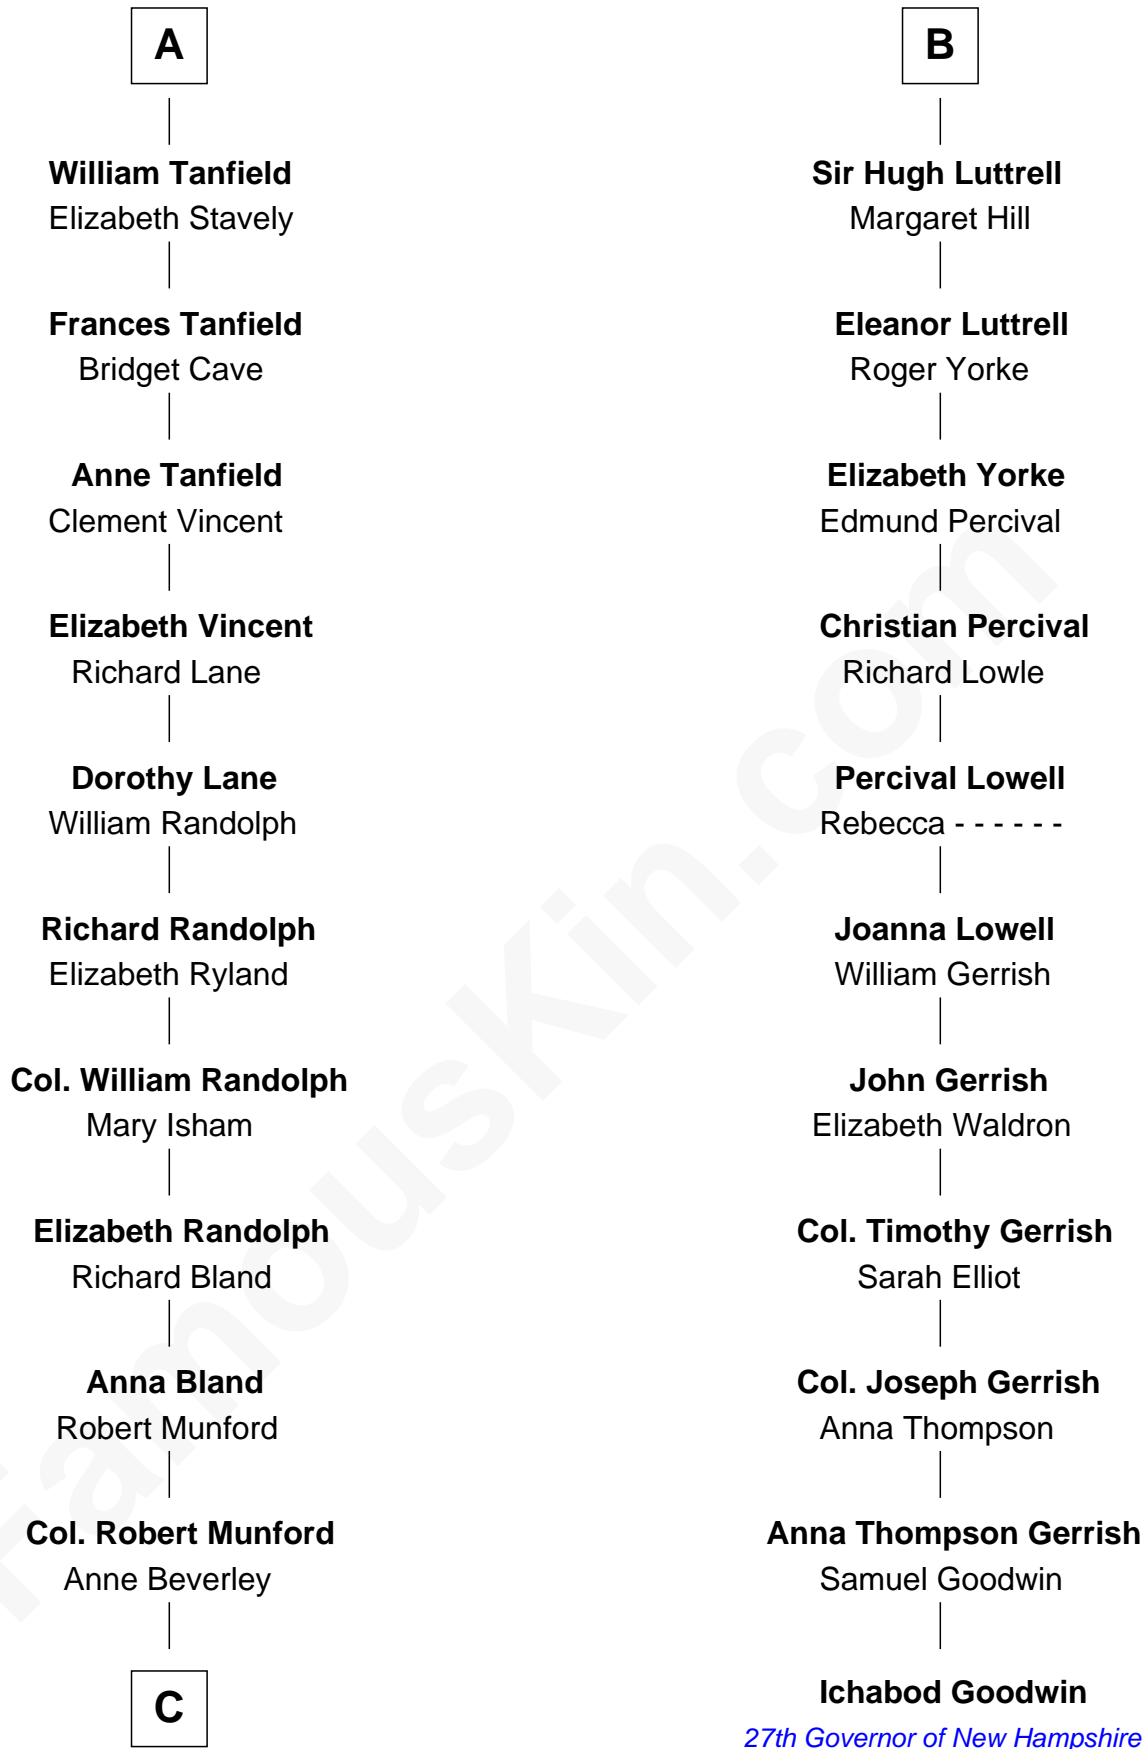 A
William Tanfield
Elizabeth Stavely
Frances Tanfield
Bridget Cave
Anne Tanfield
Clement Vincent
Elizabeth Vincent
Richard Lane
Dorothy Lane
William Randolph
Richard Randolph
Elizabeth Ryland
Col. William Randolph
Mary Isham
Elizabeth Randolph
Richard Bland
Anna Bland
Robert Munford
Col. Robert Munford
Anne Beverley
C
B
Sir Hugh Luttrell
Margaret Hill
Eleanor Luttrell
Roger Yorke
Elizabeth Yorke
Edmund Percival
Christian Percival
Richard Lowle
Percival Lowell
Rebecca - - - - - -
Joanna Lowell
William Gerrish
John Gerrish
Elizabeth Waldron
Col. Timothy Gerrish
Sarah Elliot
Col. Joseph Gerrish
Anna Thompson
Anna Thompson Gerrish
Samuel Goodwin
Ichabod Goodwin
27th Governor of New Hampshire
FamousKin.com